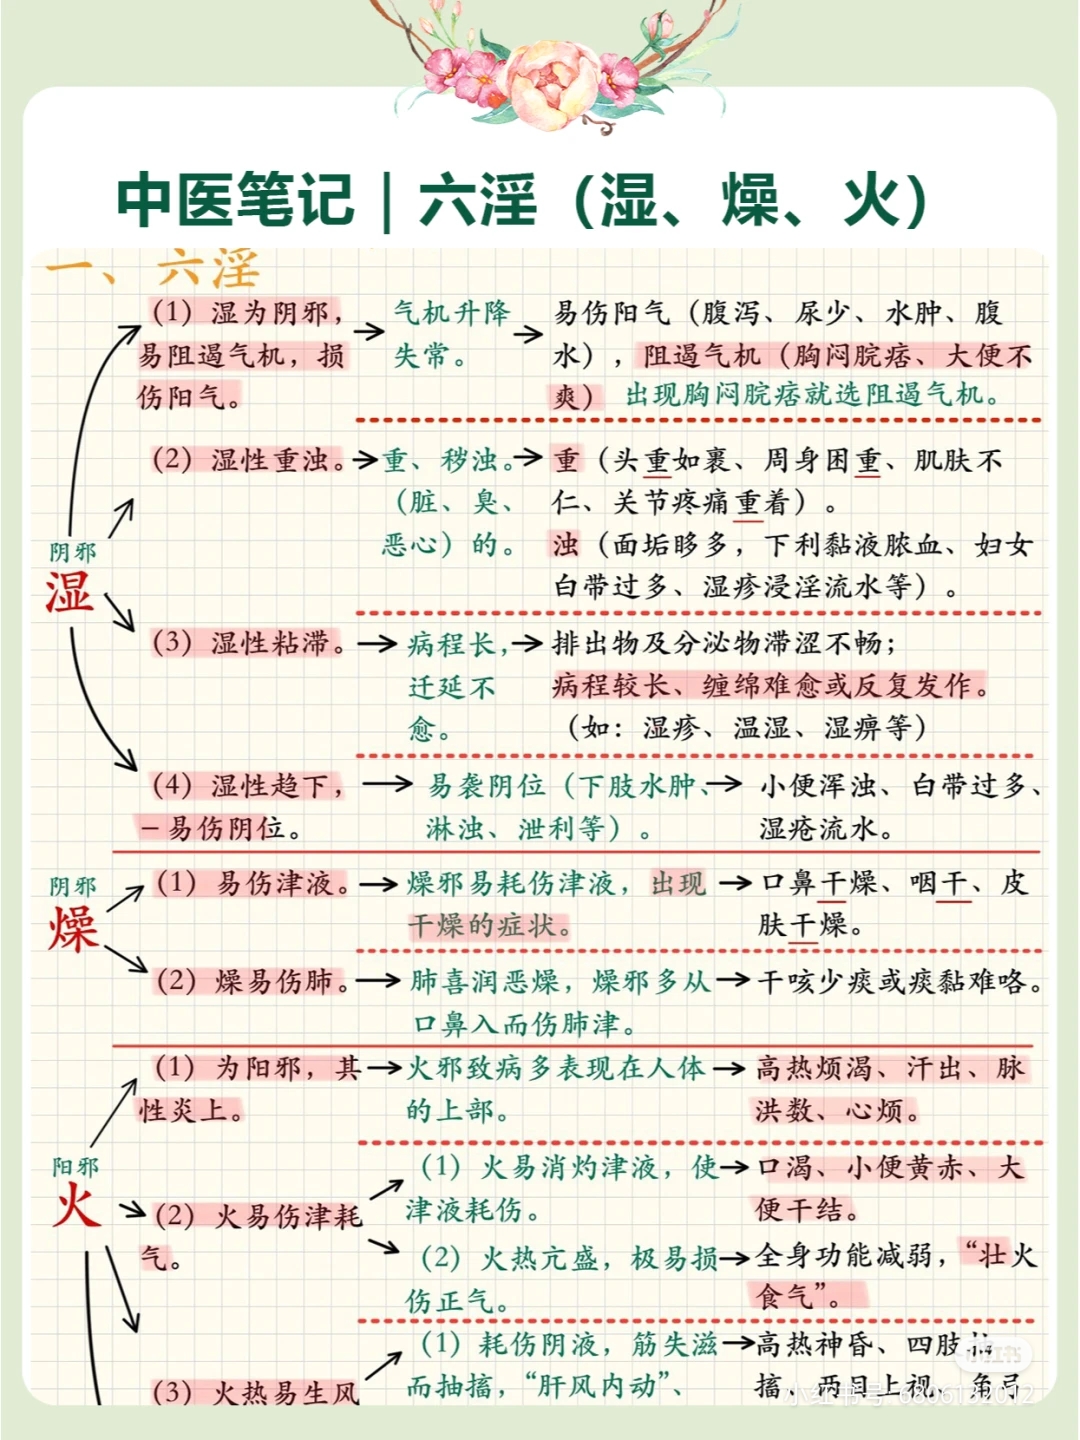 中医笔记｜六淫（湿、燥、火）
一、六淫
（1）湿为阴邪，
易阻遏气机，损
伤阳气。
气机升降
失常。
易伤阳气（腹泻、尿少、水肿、腹
水），阻遏气机（胸闷脘痞、大便不
爽） 出现胸闷脘痞就选阻遏气机。
（2）湿性重浊。
重、秽浊。
（脏、臭、
恶心）的。
重（头重如裹、周身困重、肌肤不
仁、关节疼痛重着）。
浊（面垢眵多，下利黏液脓血、妇女
白带过多、湿疹浸淫流水等）。
阴邪
湿
（3）湿性粘滞。
病程长，
迁延不
愈。
排出物及分泌物滞涩不畅；
病程较长、缠绵难愈或反复发作。
（如：湿疹、温湿、湿痹等）
（4）湿性趋下，
易伤阴位。
易袭阴位（下肢水肿、
淋浊、泄利等）。
小便浑浊、白带过多、
湿疮流水。
阴邪
燥
（1）易伤津液。
燥邪易耗伤津液，出现
干燥的症状。
口鼻干燥、咽干、皮
肤干燥。
（2）燥易伤肺。
肺喜润恶燥，燥邪多从
口鼻入而伤肺津。
干咳少痰或痰黏难咯。
（1）为阳邪，其
性炎上。
火邪致病多表现在人体
的上部。
高热烦渴、汗出、脉
洪数、心烦。
阳邪
火
（2）火易伤津耗
气。
（1）火易消灼津液，使
津液耗伤。
口渴、小便黄赤、大
便干结。
（2）火热亢盛，极易损
伤正气。
全身功能减弱，“壮火
食气”。
（3）火热易生风
（1）耗伤阴液，筋失滋
而抽搐，“肝风内动”、
高热神昏、四肢抽
搐、两目上视、角弓
小红书
小红书号：6806132012